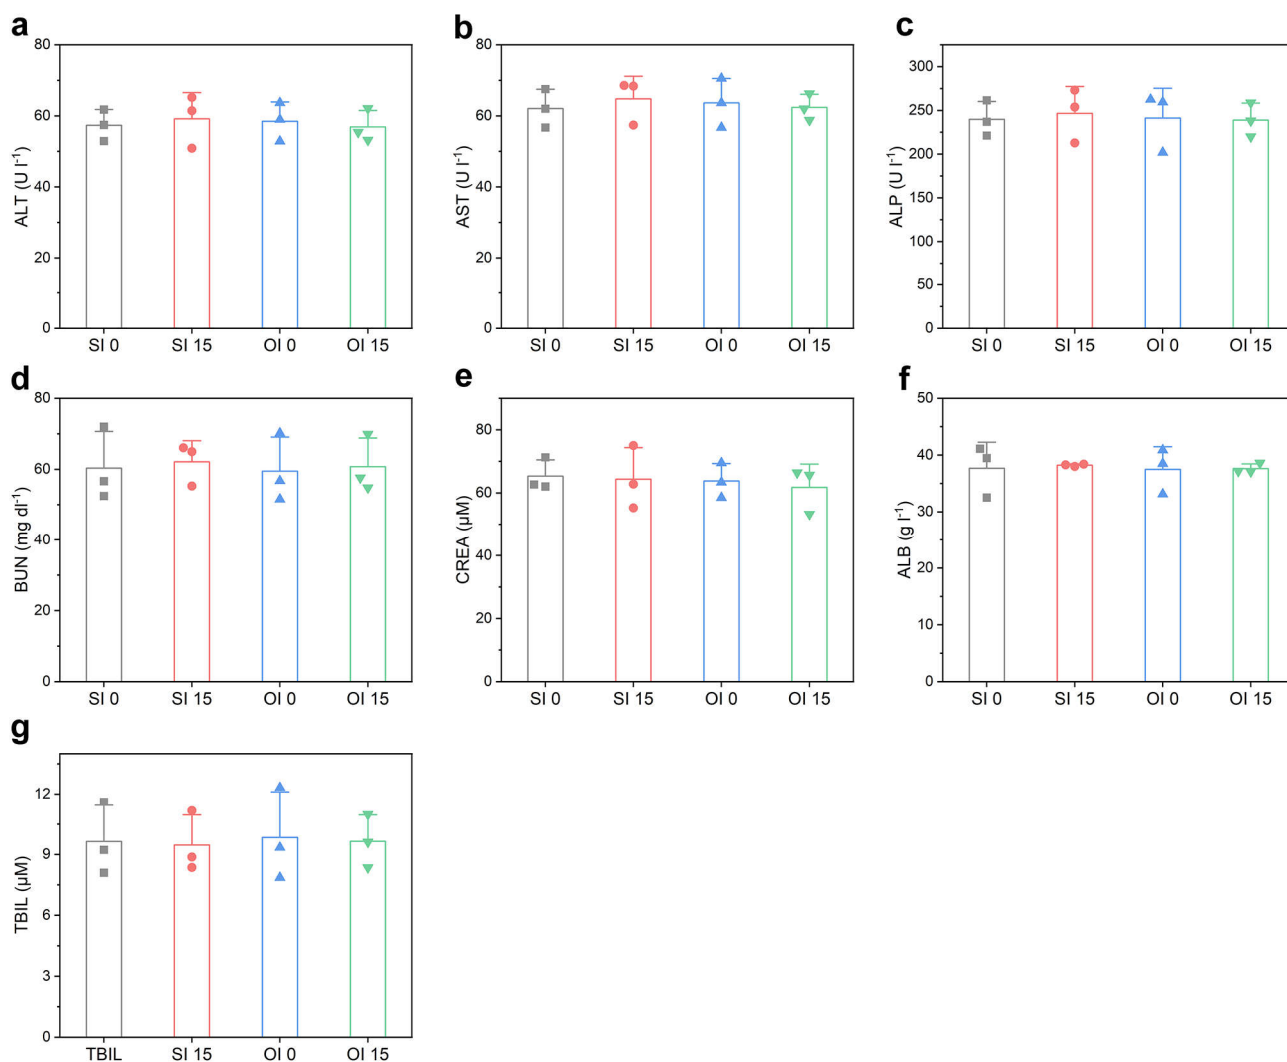 a
80
60
40
20
0
ALT (U l⁻¹)
SI 0 SI 15 OI 0 OI 15
b
80
60
40
20
0
AST (U l⁻¹)
SI 0 SI 15 OI 0 OI 15
c
300
250
200
150
100
50
0
ALP (U l⁻¹)
SI 0 SI 15 OI 0 OI 15
d
80
60
40
20
0
BUN (mg dl⁻¹)
SI 0 SI 15 OI 0 OI 15
e
80
60
40
20
0
CREA (μM)
SI 0 SI 15 OI 0 OI 15
f
50
40
30
20
10
0
ALB (g l⁻¹)
SI 0 SI 15 OI 0 OI 15
g
12
9
6
3
0
TBIL (μM)
TBIL SI 15 OI 0 OI 15